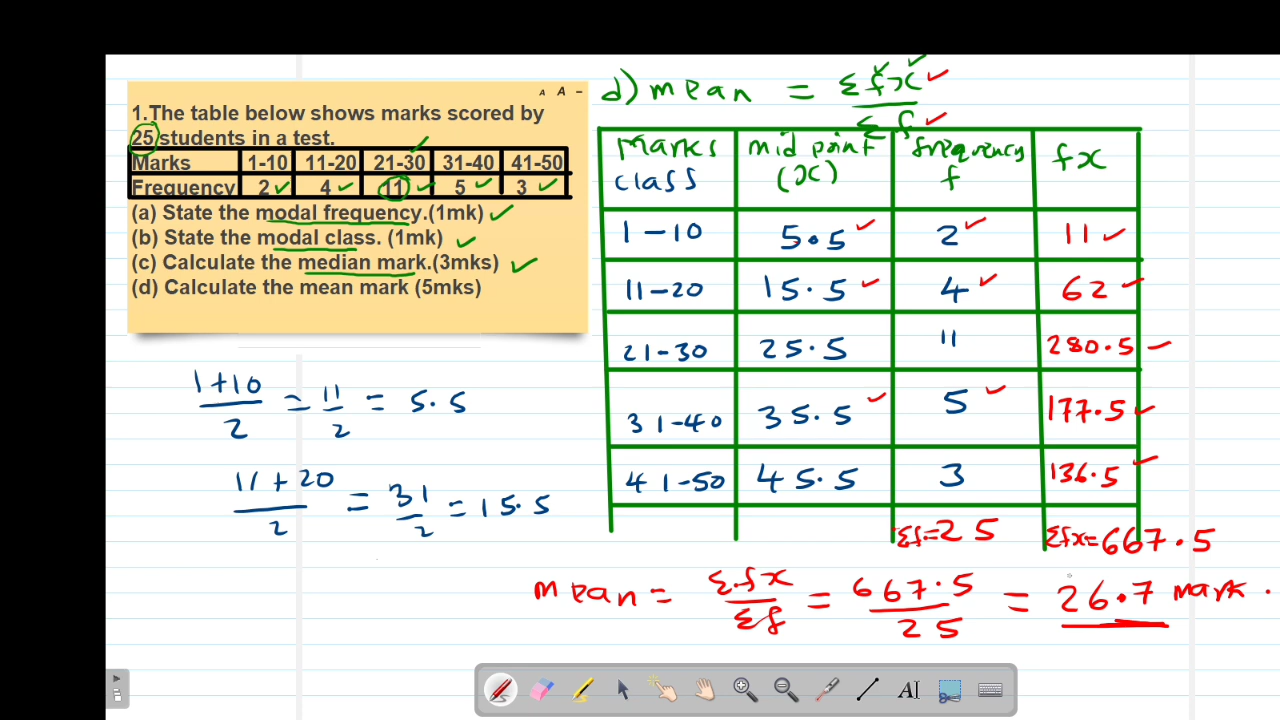 A A −
1.The table below shows marks scored by
25 students in a test.
Marks 1-10 11-20 21-30 31-40 41-50
Frequency 2 4 11 5 3
(a) State the modal frequency.(1mk)
(b) State the modal class. (1mk)
(c) Calculate the median mark.(3mks)
(d) Calculate the mean mark (5mks)
1+10/2 = 11/2 = 5.5
11+20/2 = 31/2 = 15.5
d) mean = Σfx/Σf
Marks class mid point (x) frequency f fx
1-10 5.5 2 11
11-20 15.5 4 62
21-30 25.5 11 280.5
31-40 35.5 5 177.5
41-50 45.5 3 136.5
Σf=25 Σfx=667.5
mean = Σfx/Σf = 667.5/25 = 26.7 mark.
AI